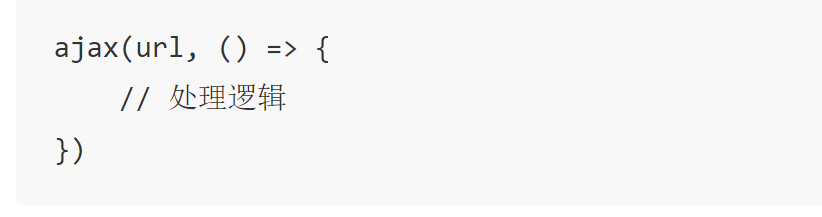 ajax(url, () => {
    // 处理逻辑
})